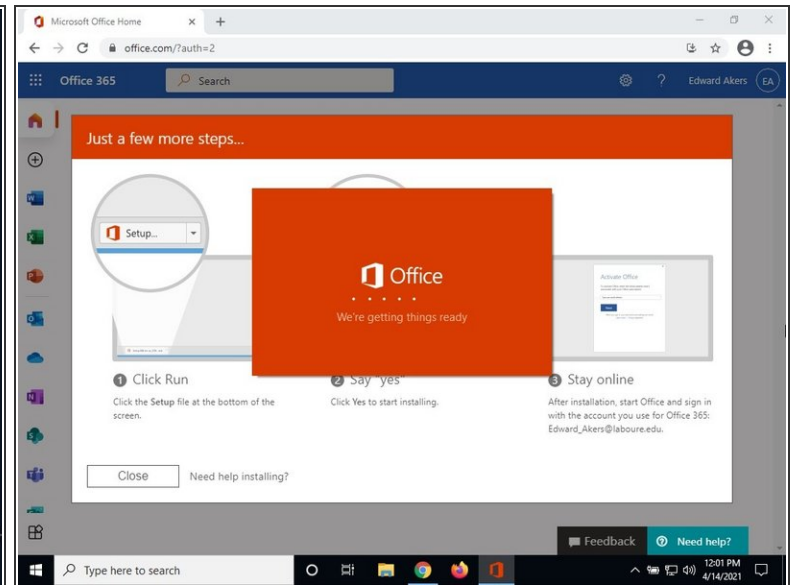 Microsoft Office Home
office.com/?auth=2
Office 365
Search
?
Edward Akers
EA
Just a few more steps...
Setup...
Office
We're getting things ready
Activate Office
1 Click Run
Click the Setup file at the bottom of the
screen.
2 Say "yes"
Click Yes to start installing.
3 Stay online
After installation, start Office and sign in
with the account you use for Office 365:
Edward_Akers@laboure.edu.
Close
Need help installing?
Feedback
? Need help?
Type here to search
12:01 PM
4/14/2021